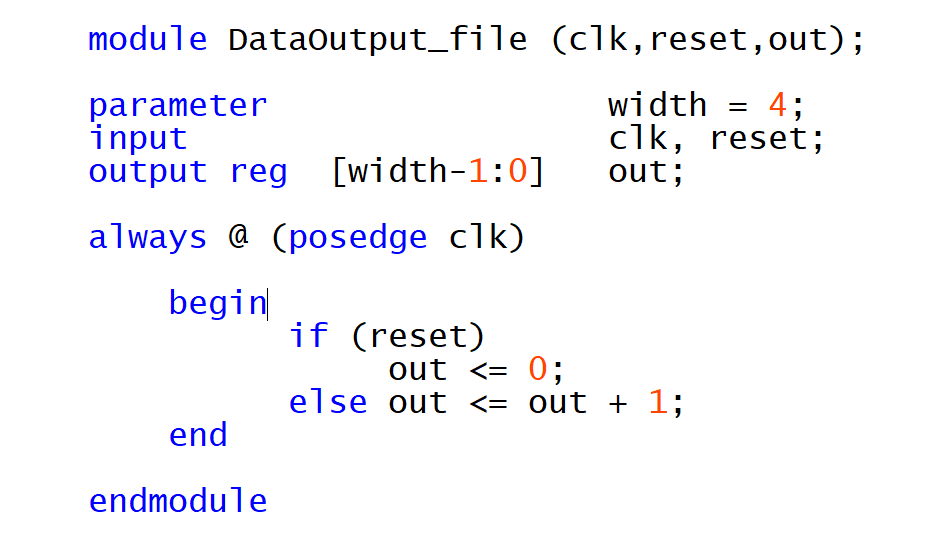 module DataOutput_file (clk,reset,out);
parameter width = 4;
input clk, reset;
output reg [width-1:0] out;
always @ (posedge clk)
begin
if (reset)
out <= 0;
else out <= out + 1;
end
endmodule